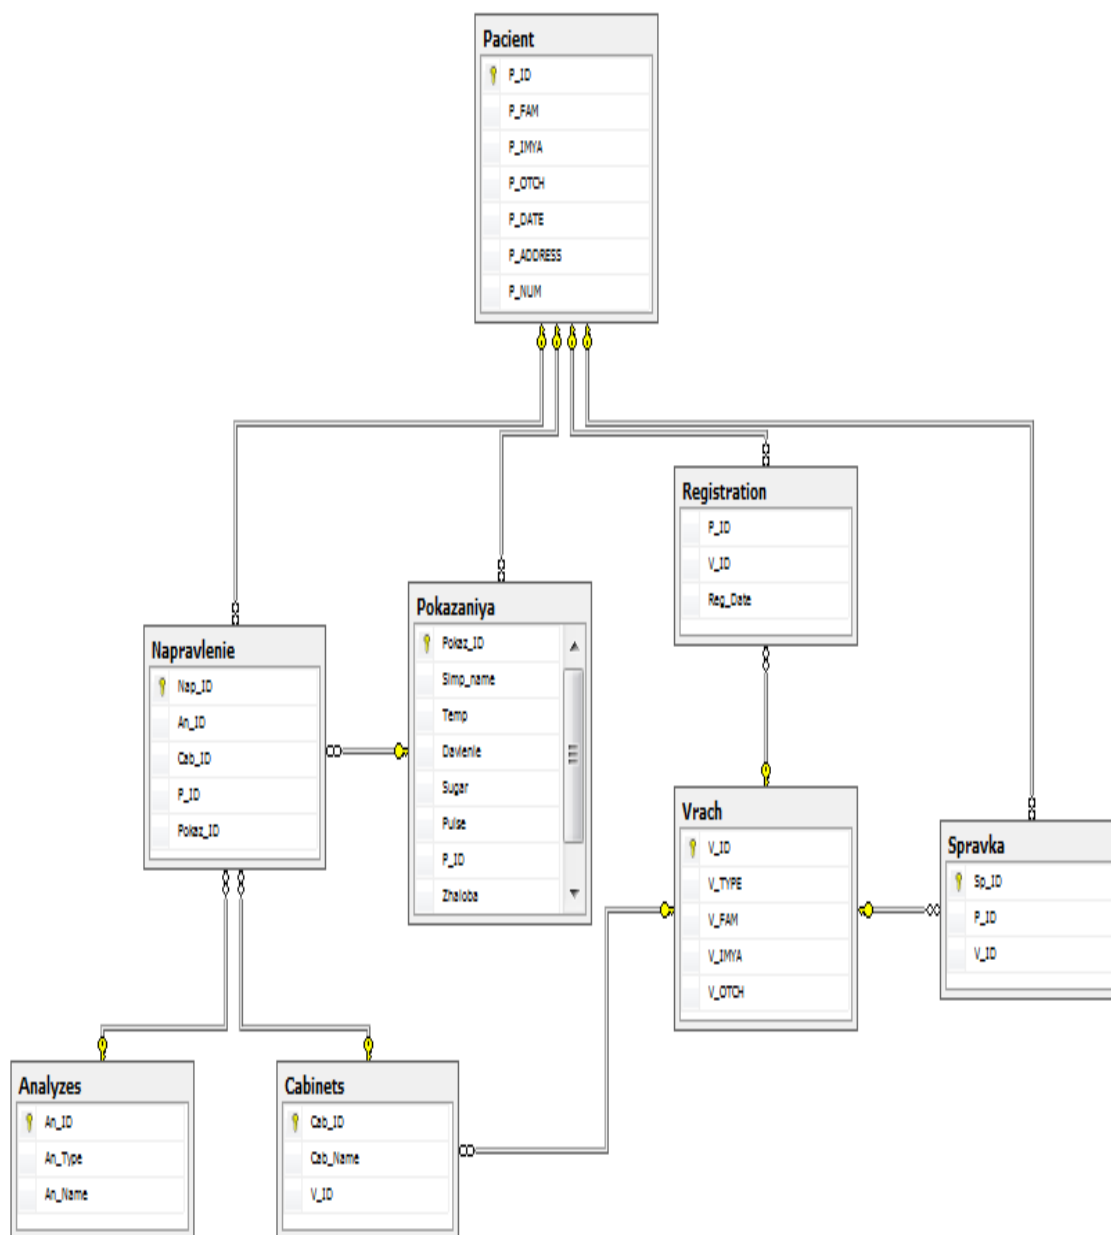 Pacient
P_ID
P_FAM
P_IMYA
P_OTCH
P_DATE
P_ADDRESS
P_NUM
Registration
P_ID
V_ID
Reg_Date
Pokazaniya
Pokaz_ID
Simp_name
Temp
Davlenie
Sugar
Pulse
P_ID
Zhaloba
Napravlenie
Nap_ID
An_ID
Cab_ID
P_ID
Pokaz_ID
Vrach
V_ID
V_TYPE
V_FAM
V_IMYA
V_OTCH
Spravka
Sp_ID
P_ID
V_ID
Analyzes
An_ID
An_Type
An_Name
Cabinets
Cab_ID
Cab_Name
V_ID